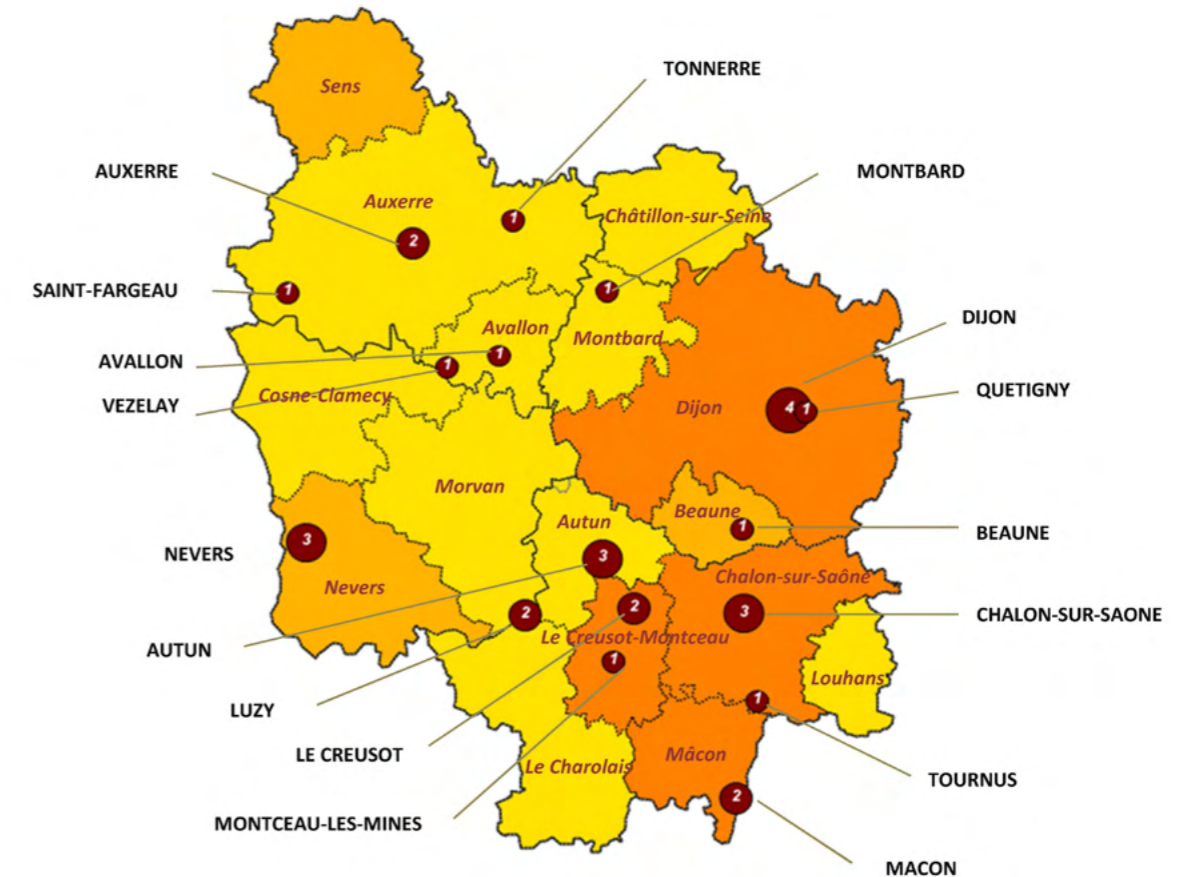 Sens
TONNERRE
AUXERRE
MONTBARD
Auxerre
1
Châtillon-sur-Seine
2
SAINT-FARGEAU
1
1
DIJON
Avallon
Montbard
AVALLON
1
1
QUETIGNY
VEZELAY
Cosne-Clamecy
Dijon
4
1
Morvan
Beaune
Autun
1
BEAUNE
3
NEVERS
3
Nevers
Chalon-sur-Saône
2
2
3
CHALON-SUR-SAONE
AUTUN
Le Creusot-Montceau
1
Louhans
LUZY
1
LE CREUSOT
Mâcon
Le Charolais
TOURNUS
2
MONTCEAU-LES-MINES
MACON